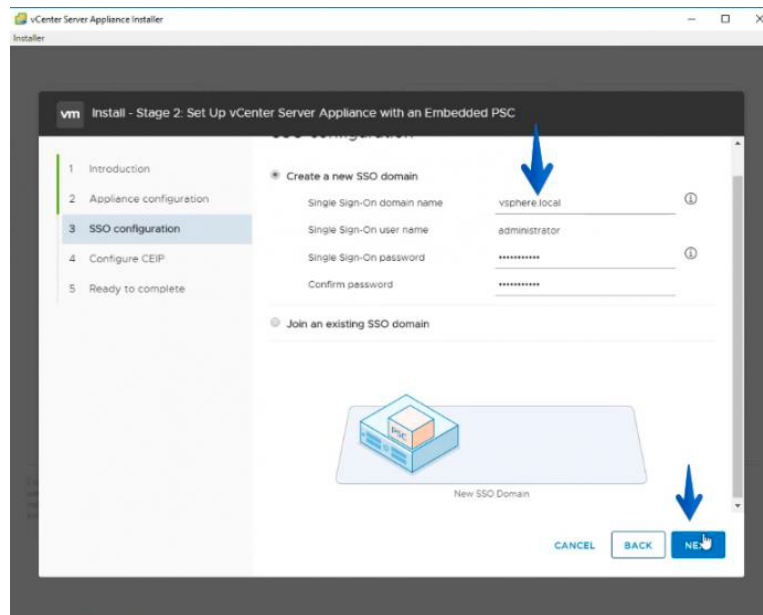 vCenter Server Appliance Installer
Installer
vm Install - Stage 2: Set Up vCenter Server Appliance with an Embedded PSC
1 Introduction
2 Appliance configuration
3 SSO configuration
4 Configure CEIP
5 Ready to complete
Create a new SSO domain
Single Sign-On domain name vsphere.local
Single Sign-On user name administrator
Single Sign-On password •••••••••••
Confirm password •••••••••••
Join an existing SSO domain
PSC
New SSO Domain
CANCEL BACK NEXT